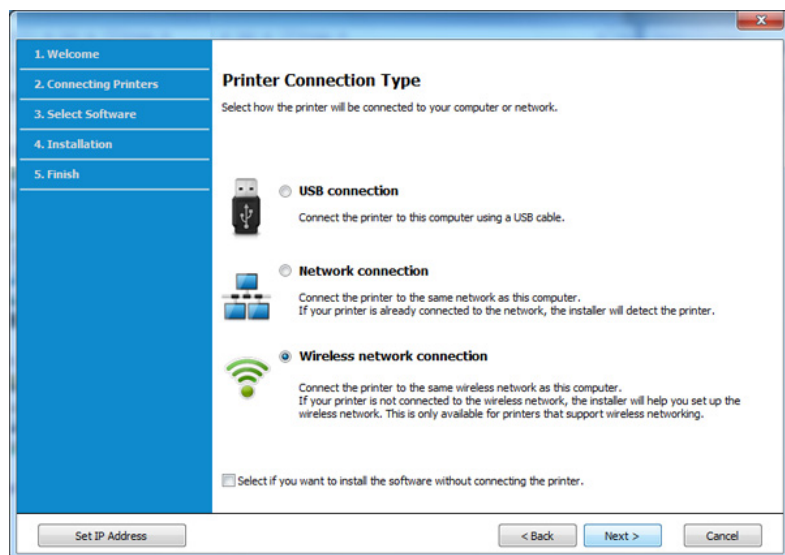 1. Welcome
2. Connecting Printers
3. Select Software
4. Installation
5. Finish
Printer Connection Type
Select how the printer will be connected to your computer or network.
USB connection
Connect the printer to this computer using a USB cable.
Network connection
Connect the printer to the same network as this computer.
If your printer is already connected to the network, the installer will detect the printer.
Wireless network connection
Connect the printer to the same wireless network as this computer.
If your printer is not connected to the wireless network, the installer will help you set up the
wireless network. This is only available for printers that support wireless networking.
Select if you want to install the software without connecting the printer.
Set IP Address
< Back
Next >
Cancel